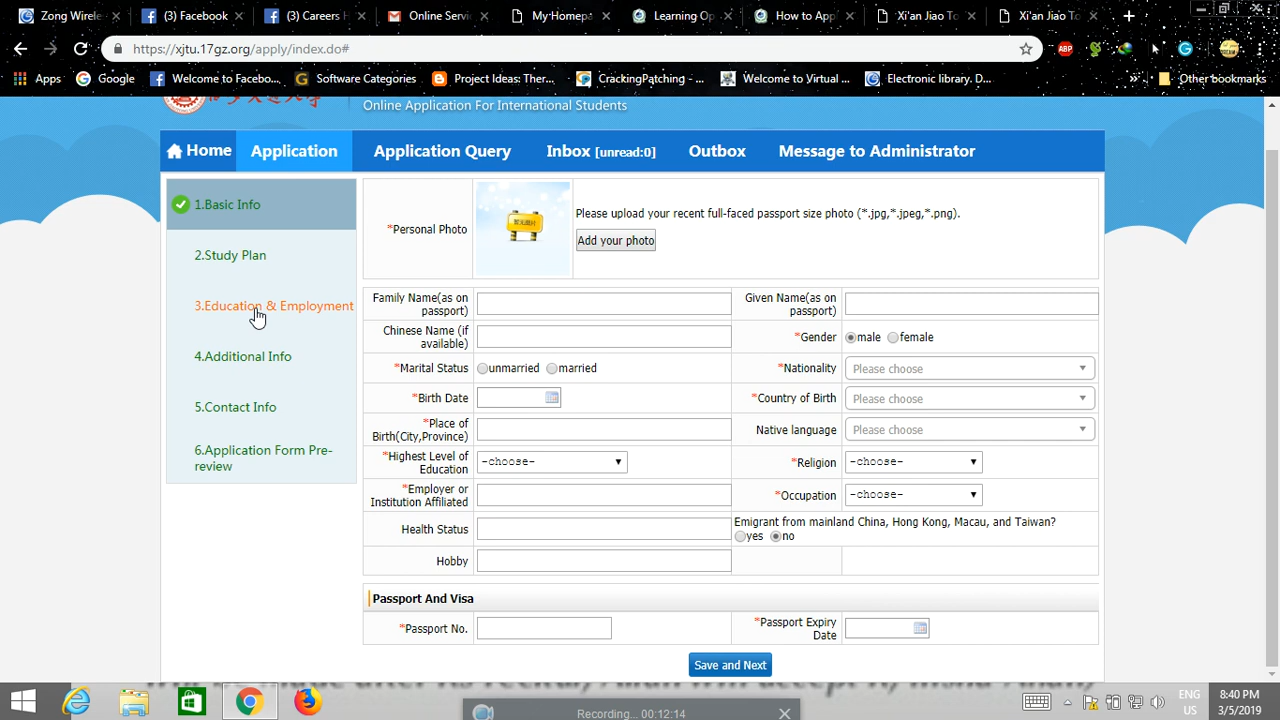 Zong Wirele
(3) Facebook
(3) Careers H
Online Servic
My Homepa
Learning Op
How to Appl
Xi'an Jiao To
Xi'an Jiao To
https://xjtu.17gz.org/apply/index.do#
ABP
Apps
Google
Welcome to Facebo...
Software Categories
Project Ideas: Ther...
CrackingPatching - ...
Welcome to Virtual ...
Electronic library. D...
Other bookmarks
Online Application For International Students
Home
Application
Application Query
Inbox [unread:0]
Outbox
Message to Administrator
1.Basic Info
2.Study Plan
3.Education & Employment
4.Additional Info
5.Contact Info
6.Application Form Pre-
review
*Personal Photo
Please upload your recent full-faced passport size photo (*.jpg,*.jpeg,*.png).
Add your photo
Family Name(as on
passport)
Given Name(as on
passport)
Chinese Name (if
available)
*Gender
male
female
*Marital Status
unmarried
married
*Nationality
Please choose
*Birth Date
*Country of Birth
Please choose
*Place of
Birth(City,Province)
Native language
Please choose
*Highest Level of
Education
-choose-
*Religion
-choose-
*Employer or
Institution Affiliated
*Occupation
-choose-
Health Status
Emigrant from mainland China, Hong Kong, Macau, and Taiwan?
yes
no
Hobby
Passport And Visa
*Passport No.
*Passport Expiry
Date
Save and Next
Recording... 00:12:14
ENG
US
8:40 PM
3/5/2019